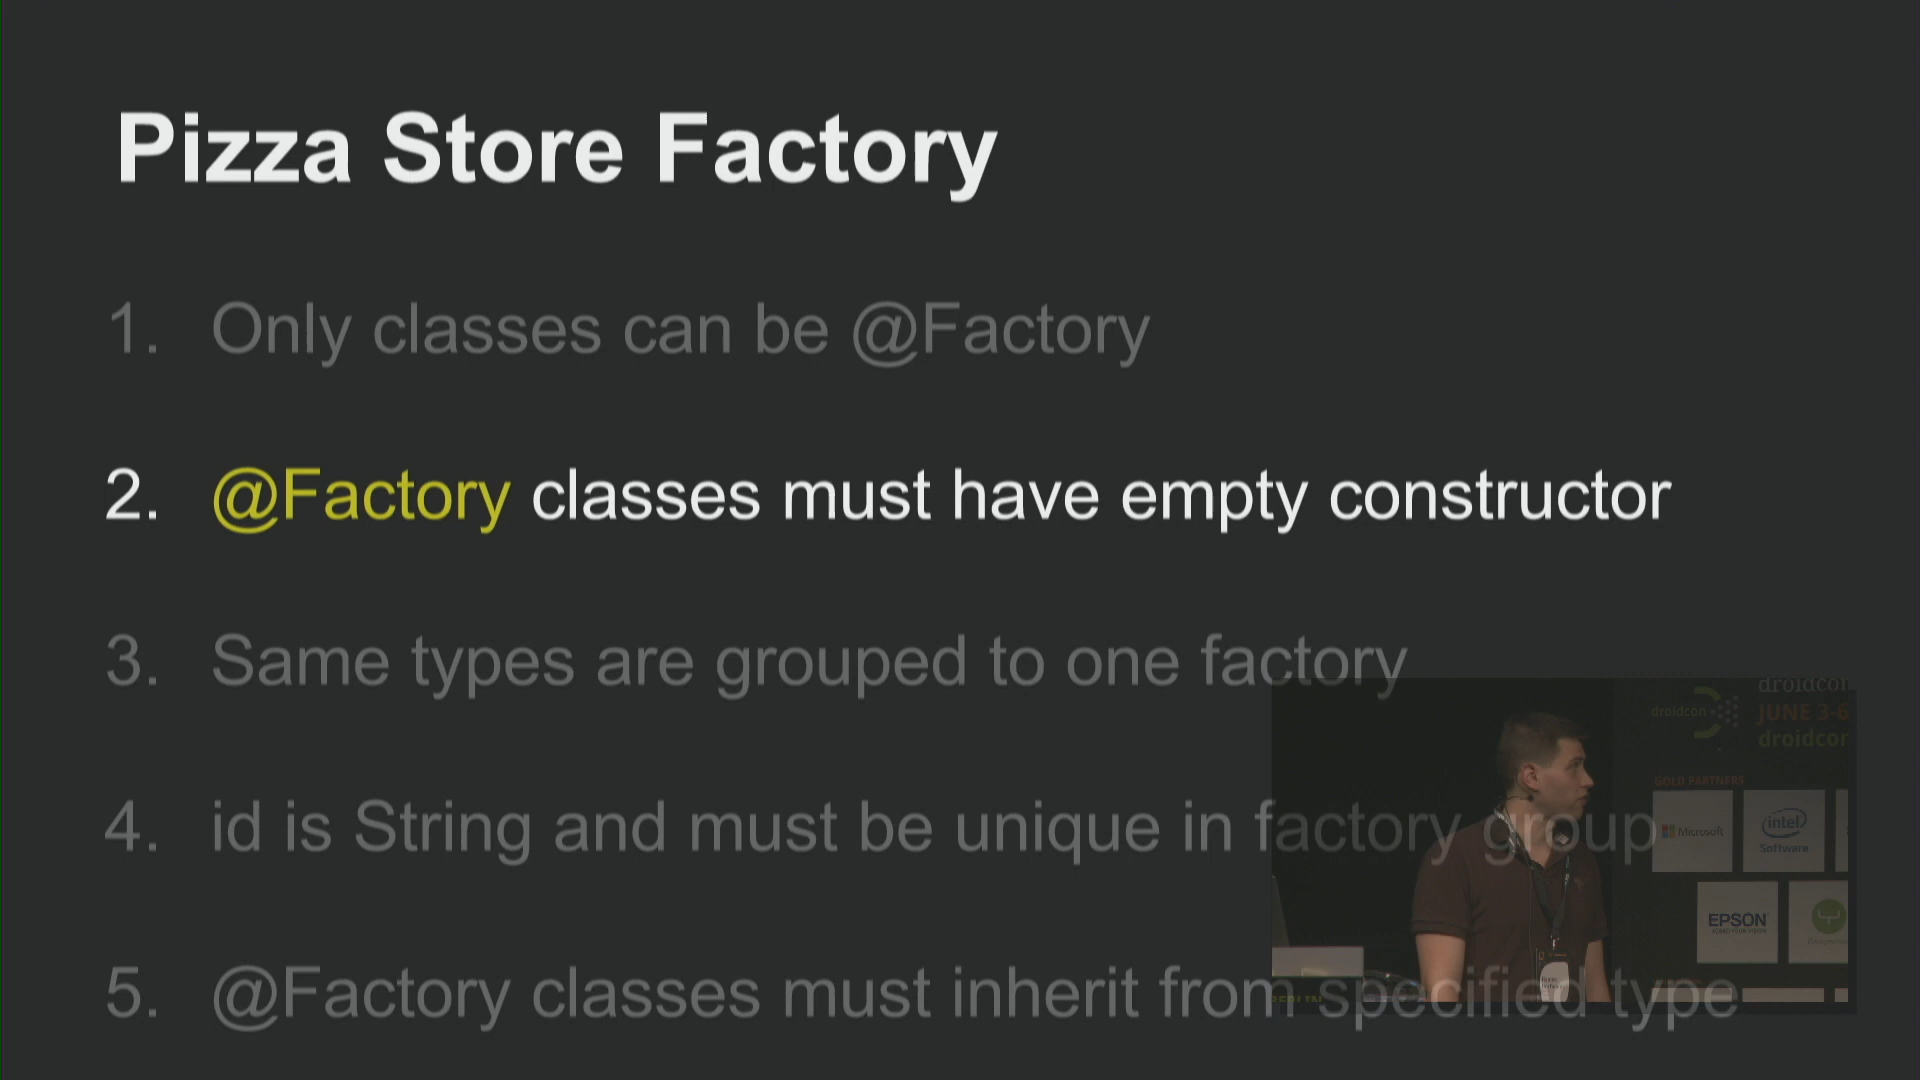 Pizza Store Factory
1. Only classes can be @Factory
2. @Factory classes must have empty constructor
3. Same types are grouped to one factory
4. id is String and must be unique in factory group
5. @Factory classes must inherit from specified type
droidcon
droidcon
JUNE 3-6
droidcon
GOLD PARTNERS
Microsoft
intel
Software
EPSON